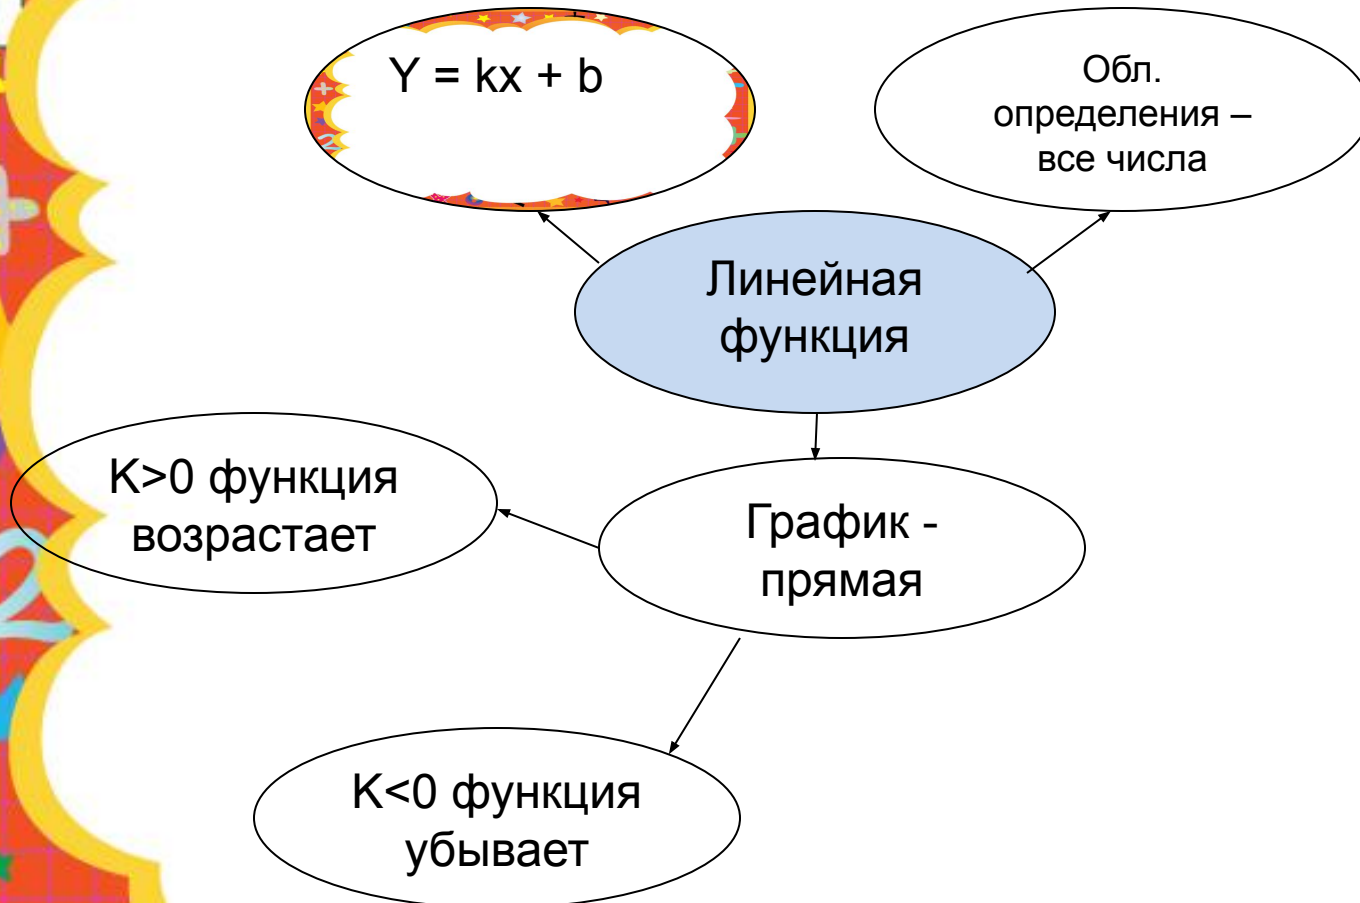 Y = kx + b
Обл.
определения –
все числа
Линейная
функция
K>0 функция
возрастает
График -
прямая
K<0 функция
убывает